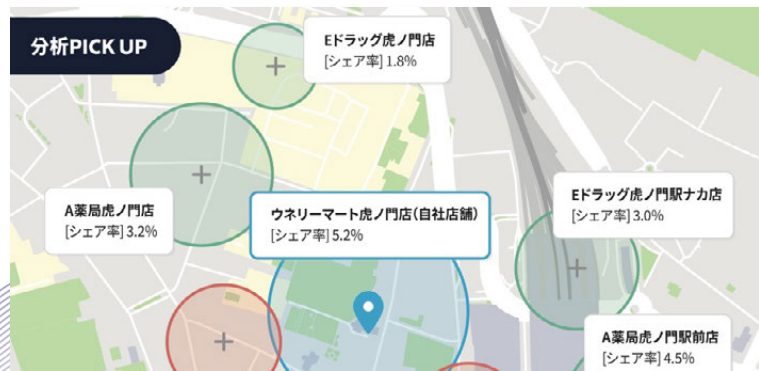 分析PICK UP
Eドラッグ虎ノ門店
[シェア率] 1.8%
A薬局虎ノ門店
[シェア率] 3.2%
ウネリーマート虎ノ門店(自社店舗)
[シェア率] 5.2%
Eドラッグ虎ノ門駅ナカ店
[シェア率] 3.0%
A薬局虎ノ門駅前店
[シェア率] 4.5%